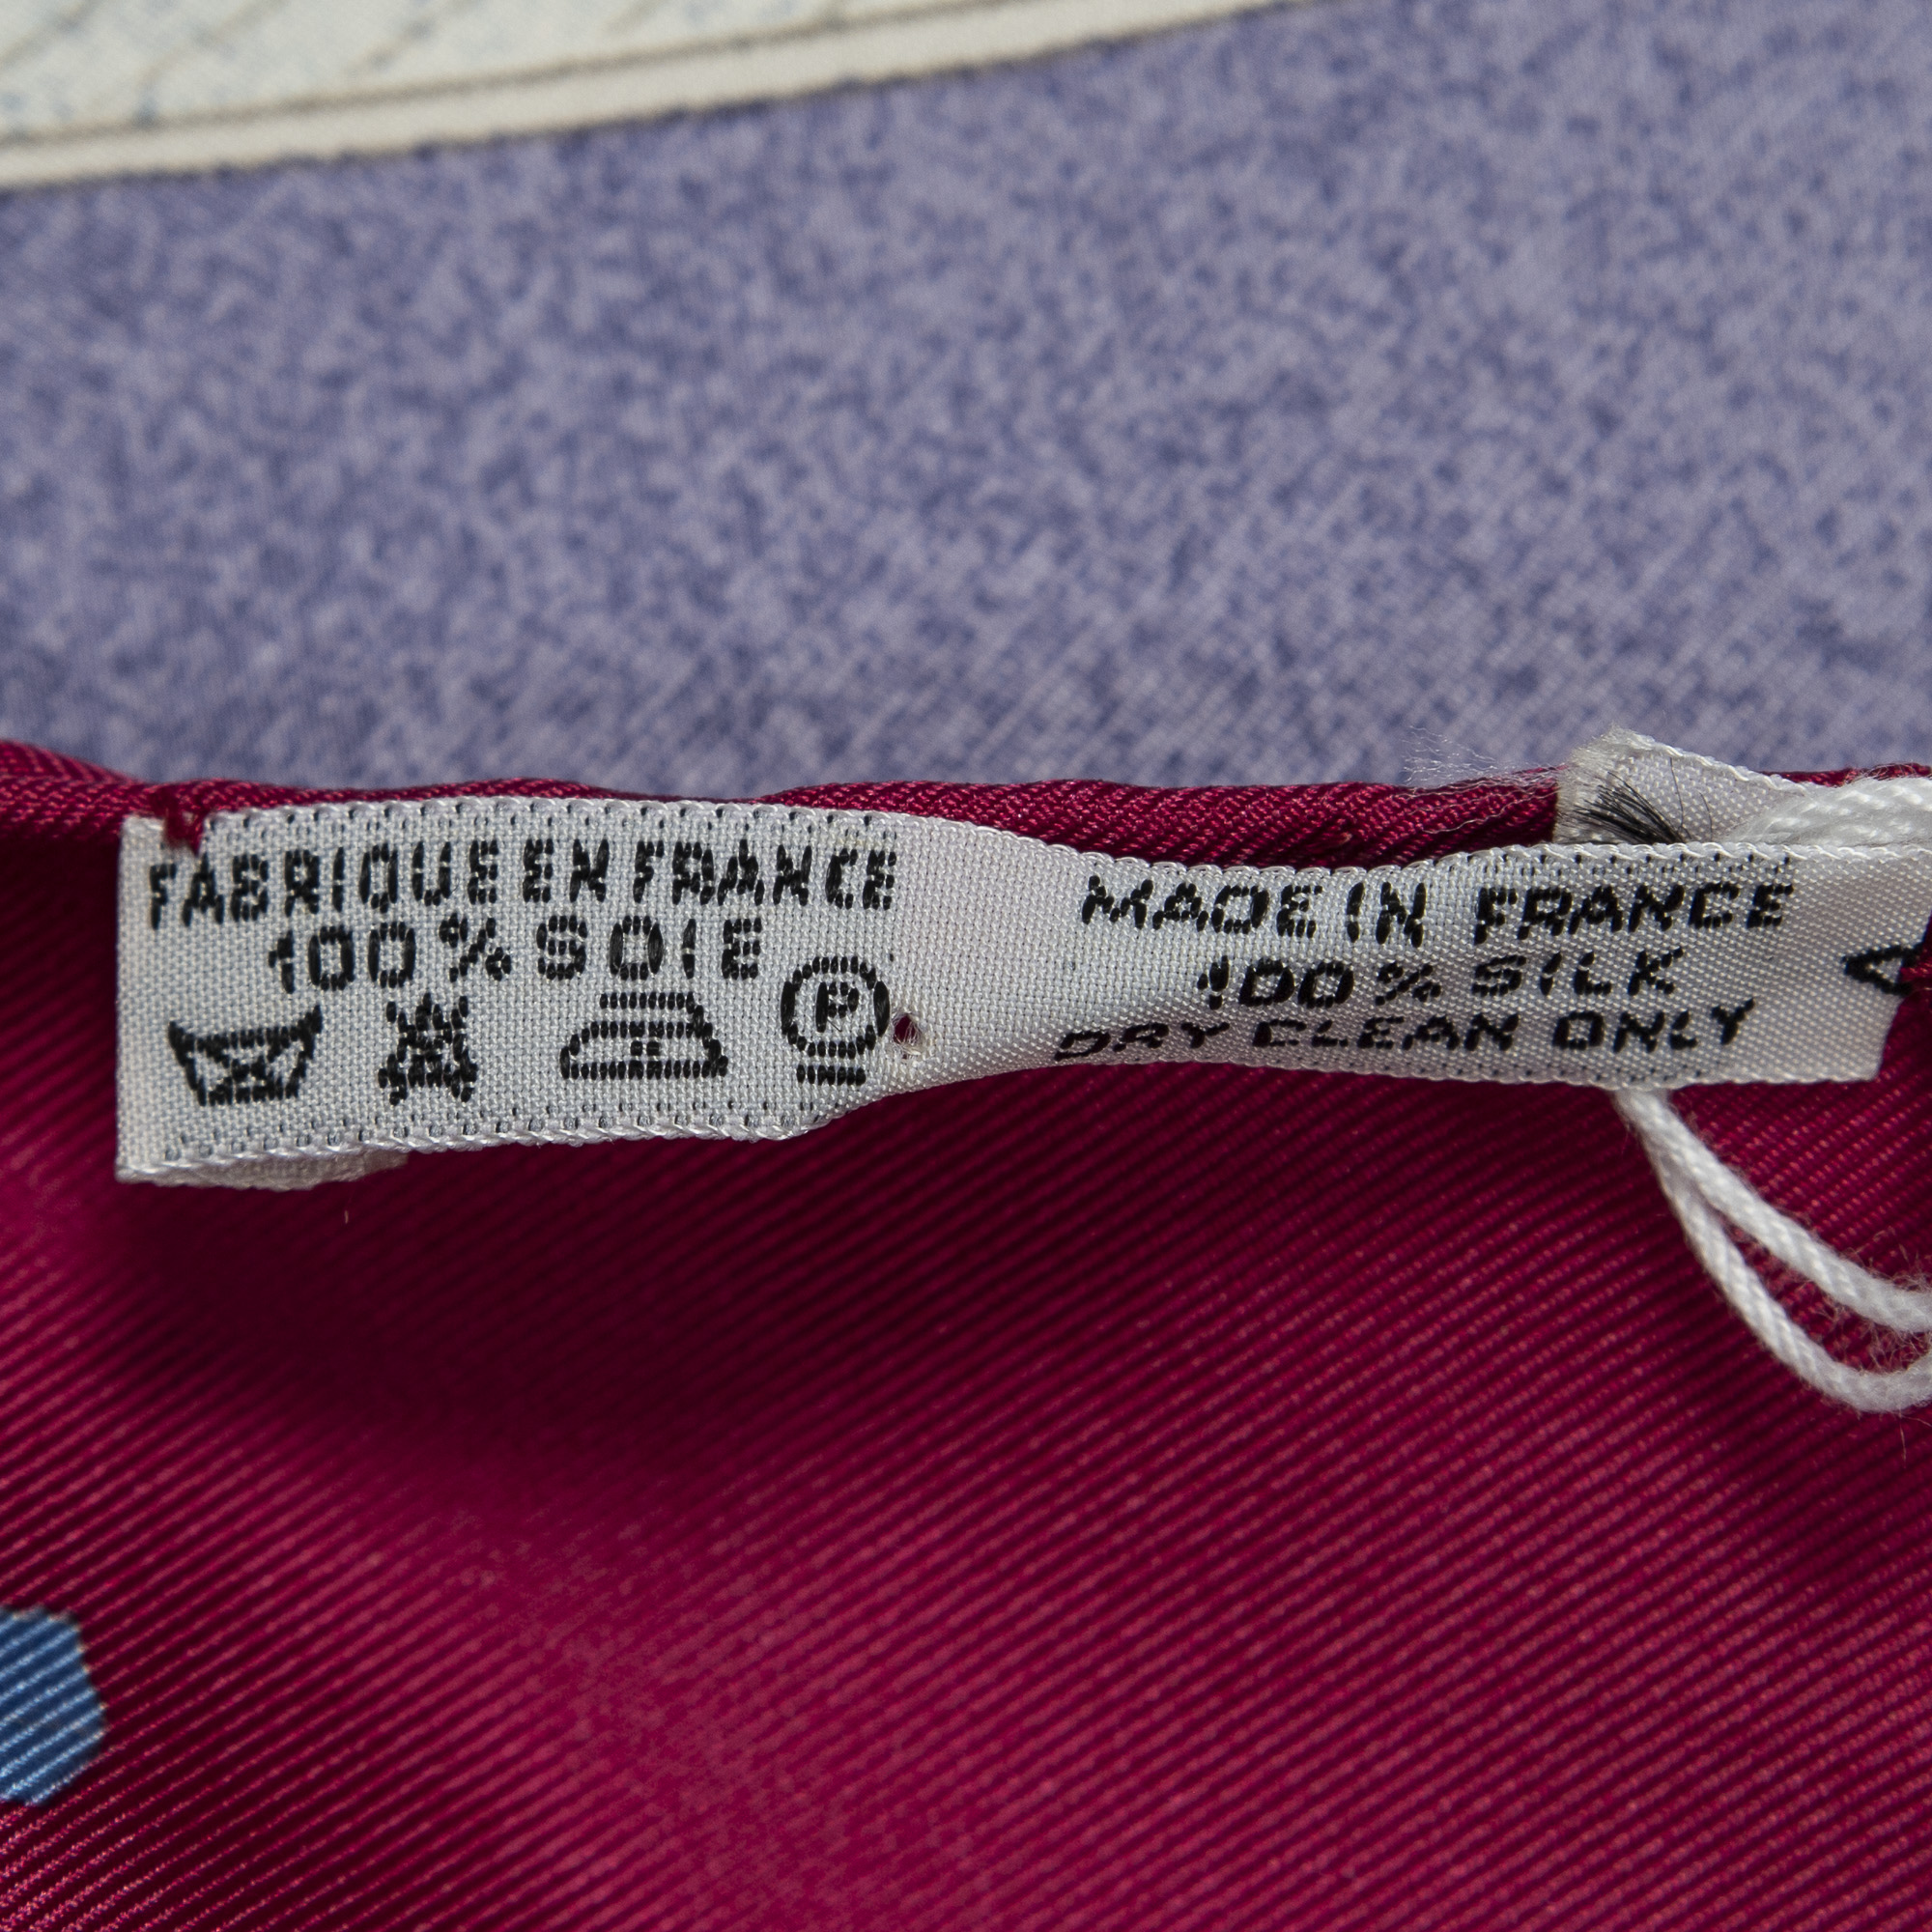 FABRIQUE EN FRANCE
100% SOIE
P
MADE IN FRANCE
100% SILK
DRY CLEAN ONLY
A